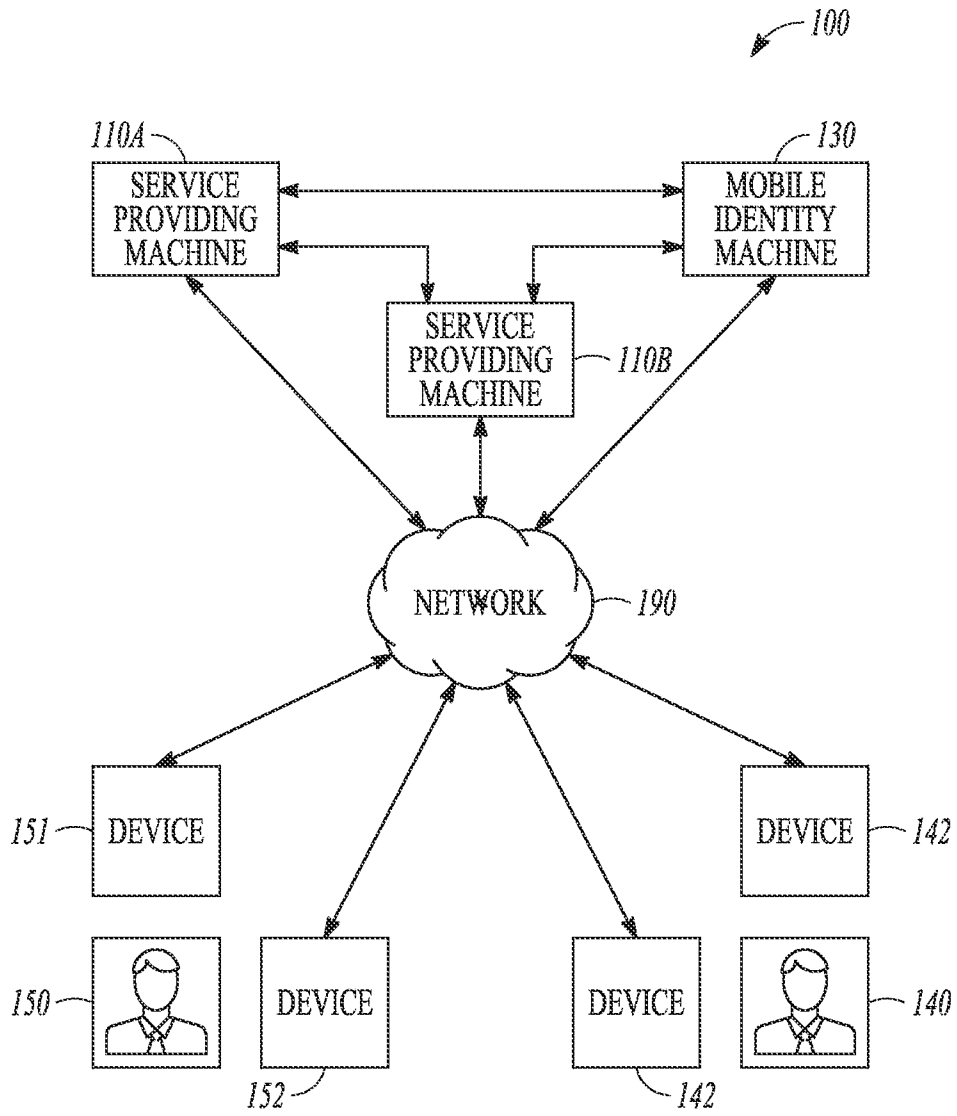 100
110A
130
SERVICE
PROVIDING
MACHINE
MOBILE
IDENTITY
MACHINE
SERVICE
PROVIDING
MACHINE
110B
NETWORK
190
151
DEVICE
DEVICE
142
150
DEVICE
DEVICE
140
152
142